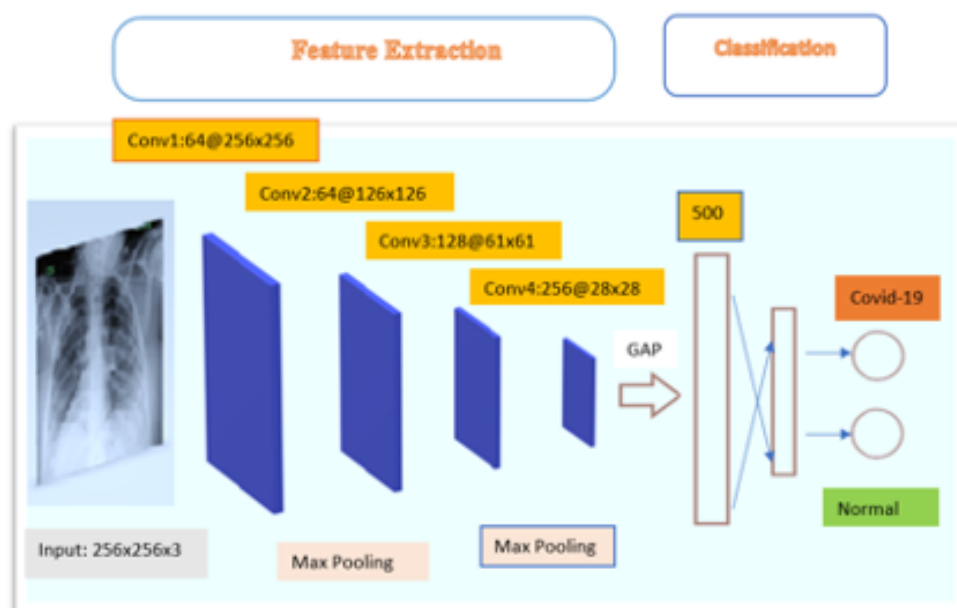 Feature Extraction
Classification
Conv1:64@256x256
Conv2:64@126x126
Conv3:128@61x61
Conv4:256@28x28
500
GAP
Covid-19
Normal
Input: 256x256x3
Max Pooling
Max Pooling